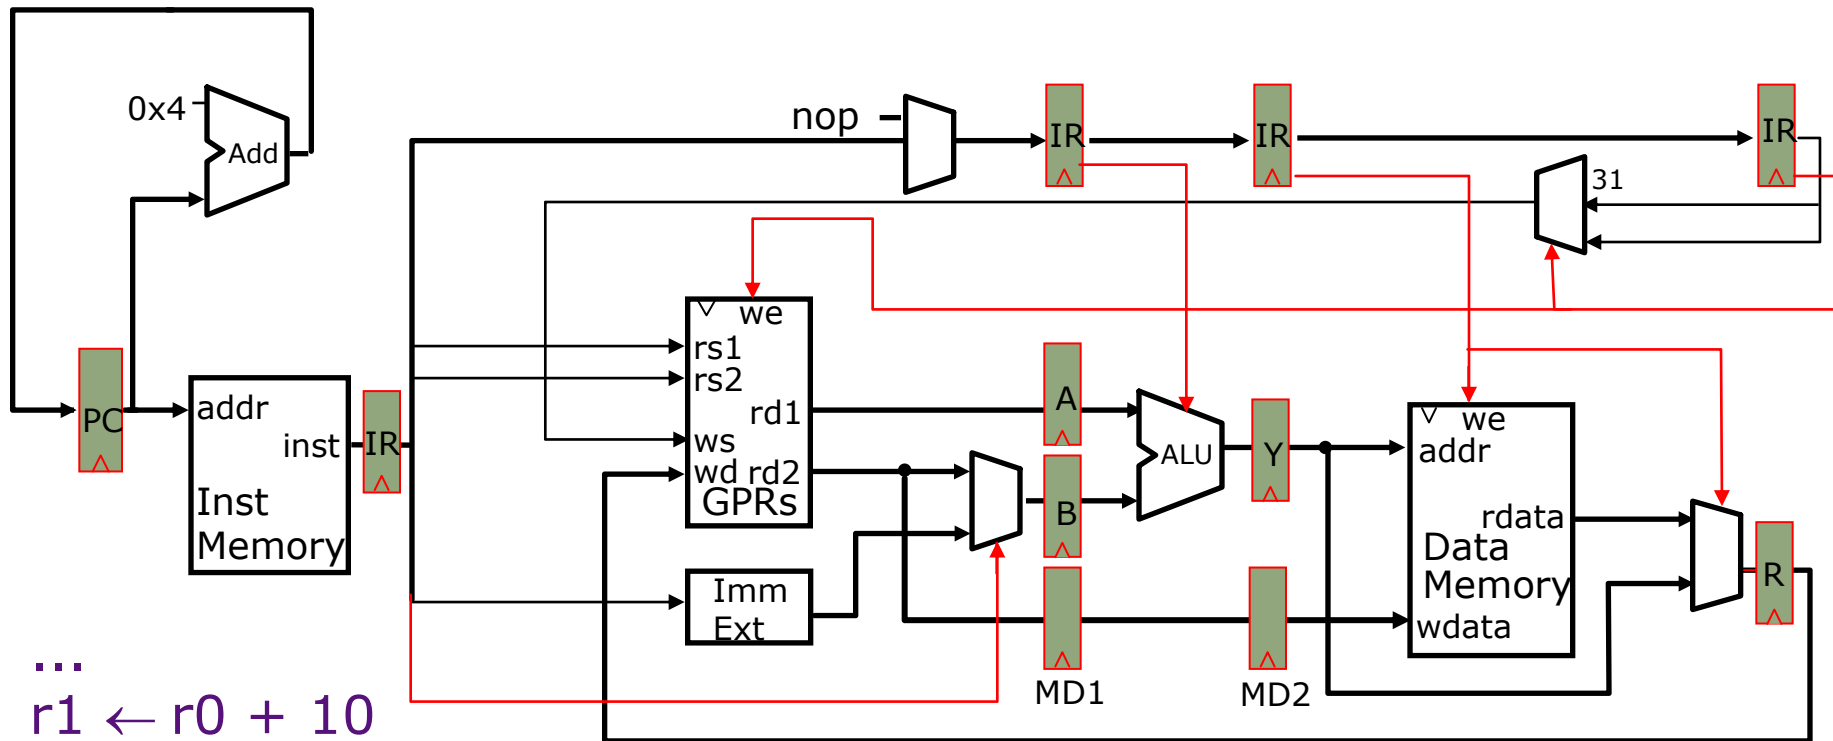 0x4
Add
nop
IR
IR
IR
31
we
rs1
rs2
rd1
ws
wd rd2
GPRs
PC
addr
inst
Inst
Memory
IR
A
B
ALU
Y
we
addr
rdata
Data
Memory
wdata
R
Imm
Ext
MD1
MD2
...
r1 ← r0 + 10